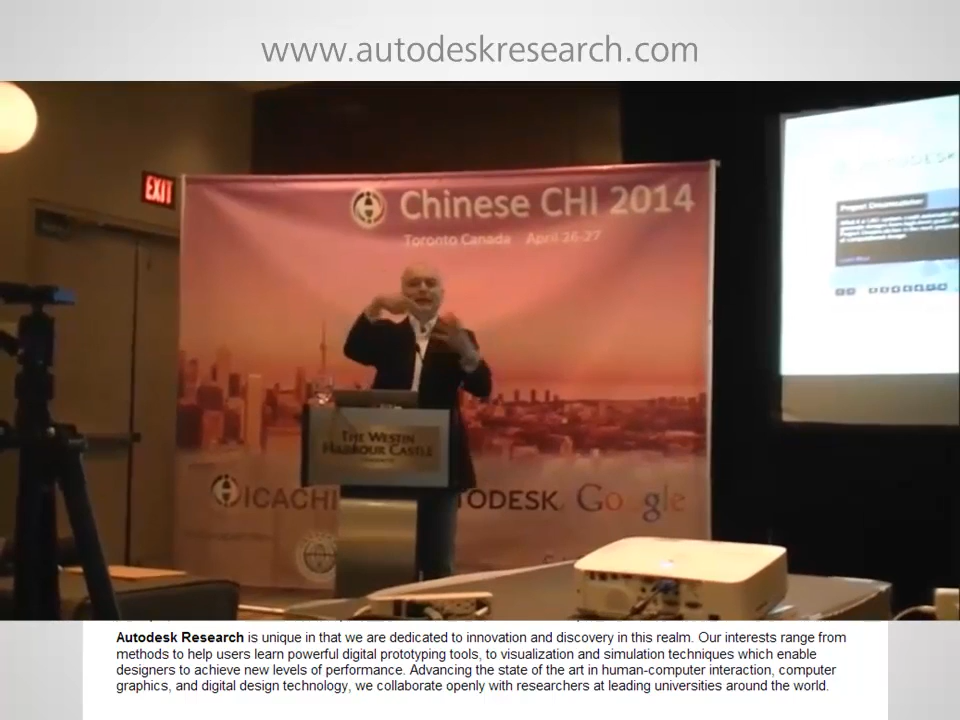 www.autodeskresearch.com
EXIT
Chinese CHI 2014
Toronto Canada April 26-27
THE WESTIN
HARBOUR CASTLE
ICACHI
TODESK Google
Autodesk Research is unique in that we are dedicated to innovation and discovery in this realm. Our interests range from
methods to help users learn powerful digital prototyping tools, to visualization and simulation techniques which enable
designers to achieve new levels of performance. Advancing the state of the art in human-computer interaction, computer
graphics, and digital design technology, we collaborate openly with researchers at leading universities around the world.